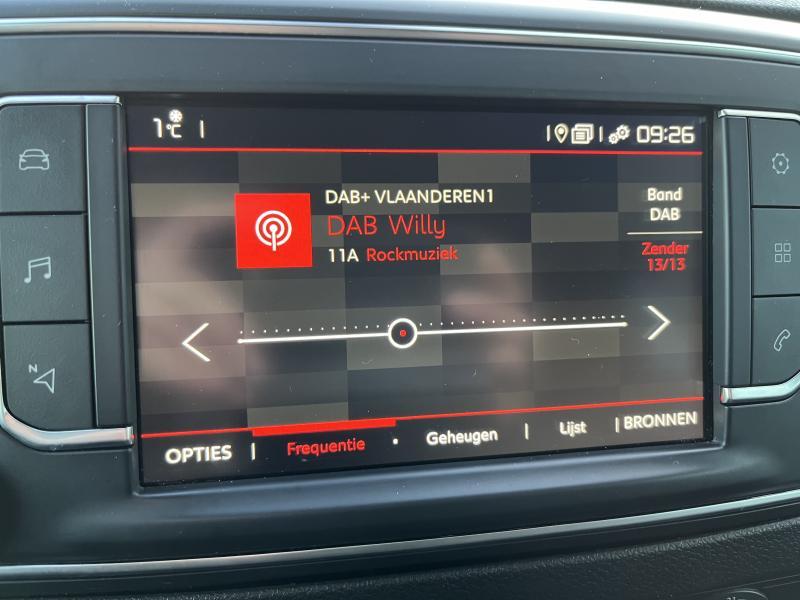 1°C
09:26
DAB+ VLAANDEREN1
DAB Willy
11A Rockmuziek
Band
DAB
Zender
13/13
N
OPTIES | Frequentie • Geheugen | Lijst | BRONNEN